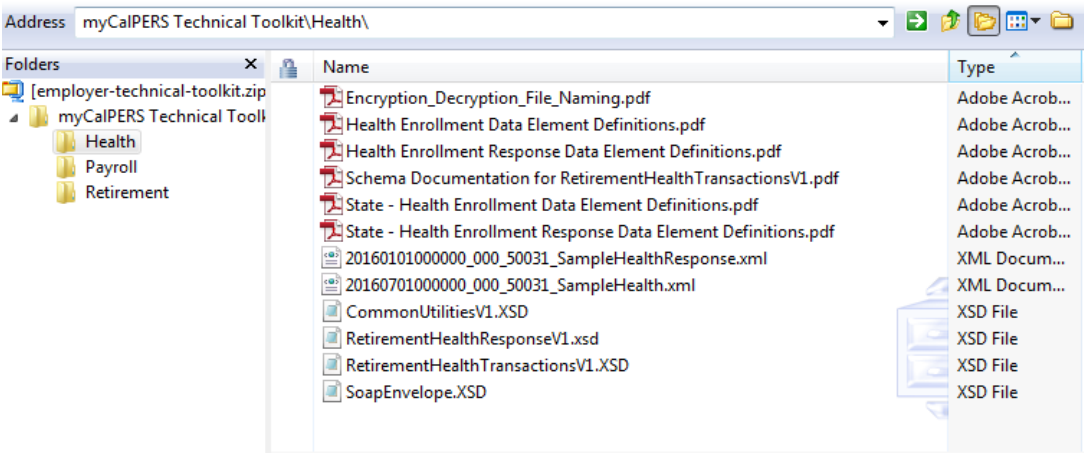 Address myCalPERS Technical Toolkit\Health\
Folders x Name Type
[employer-technical-toolkit.zip
myCalPERS Technical Toolk
Health
Payroll
Retirement
Encryption_Decryption_File_Naming.pdf Adobe Acrob...
Health Enrollment Data Element Definitions.pdf Adobe Acrob...
Health Enrollment Response Data Element Definitions.pdf Adobe Acrob...
Schema Documentation for RetirementHealthTransactionsV1.pdf Adobe Acrob...
State - Health Enrollment Data Element Definitions.pdf Adobe Acrob...
State - Health Enrollment Response Data Element Definitions.pdf Adobe Acrob...
20160101000000_000_50031_SampleHealthResponse.xml XML Docum...
20160701000000_000_50031_SampleHealth.xml XML Docum...
CommonUtilitiesV1.XSD XSD File
RetirementHealthResponseV1.xsd XSD File
RetirementHealthTransactionsV1.XSD XSD File
SoapEnvelope.XSD XSD File